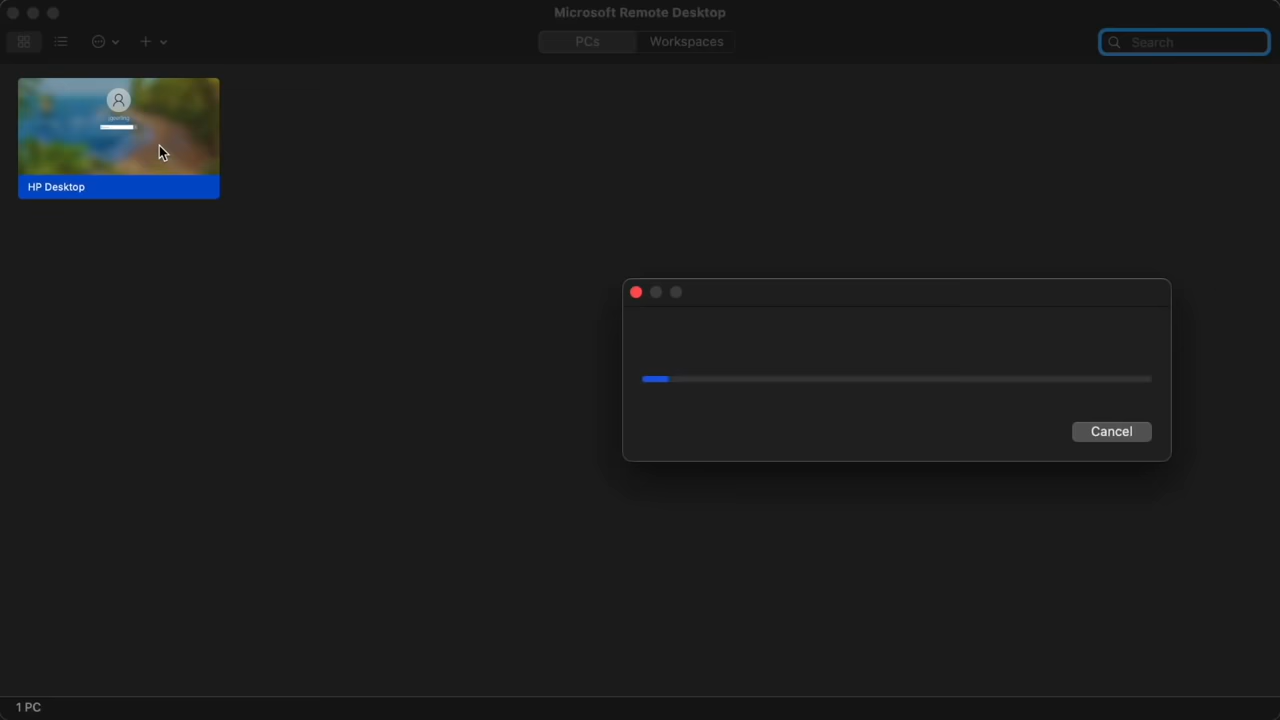 Microsoft Remote Desktop
PCs
Workspaces
Search
HP Desktop
Cancel
1 PC